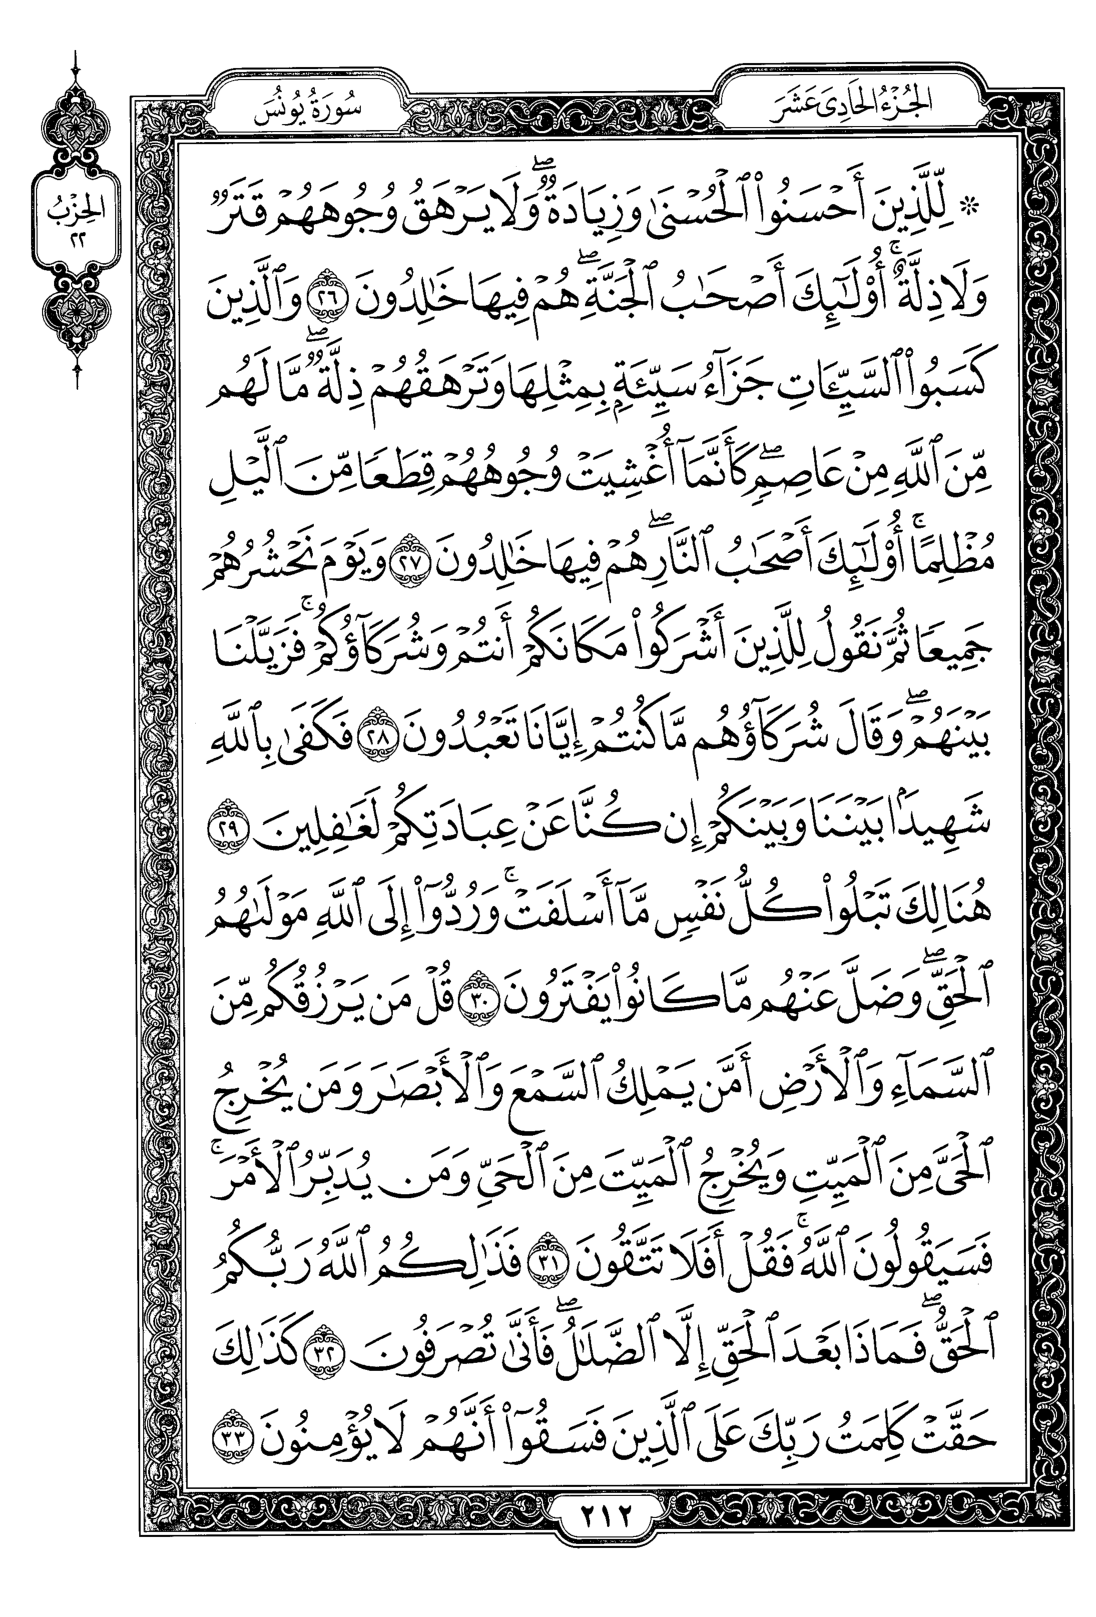 الجُزْءُ الحَادِى عَشَرَ
سُورَةُ يُونُسَ
الحِزْبُ
٢٢
* لِّلَّذِينَ أَحْسَنُوا۟ ٱلْحُسْنَىٰ وَزِيَادَةٌ ۖ وَلَا يَرْهَقُ وُجُوهَهُمْ قَتَرٌ
وَلَا ذِلَّةٌ ۚ أُو۟لَـٰٓئِكَ أَصْحَـٰبُ ٱلْجَنَّةِ ۖ هُمْ فِيهَا خَـٰلِدُونَ ٢٦ وَٱلَّذِينَ
كَسَبُوا۟ ٱلسَّيِّـَٔاتِ جَزَآءُ سَيِّئَةٍۭ بِمِثْلِهَا وَتَرْهَقُهُمْ ذِلَّةٌ ۖ مَّا لَهُم
مِّنَ ٱللَّهِ مِنْ عَاصِمٍ ۖ كَأَنَّمَآ أُغْشِيَتْ وُجُوهُهُمْ قِطَعًا مِّنَ ٱلَّيْلِ
مُظْلِمًا ۚ أُو۟لَـٰٓئِكَ أَصْحَـٰبُ ٱلنَّارِ ۖ هُمْ فِيهَا خَـٰلِدُونَ ٢٧ وَيَوْمَ نَحْشُرُهُمْ
جَمِيعًا ثُمَّ نَقُولُ لِلَّذِينَ أَشْرَكُوا۟ مَكَانَكُمْ أَنتُمْ وَشُرَكَآؤُكُمْ ۚ فَزَيَّلْنَا
بَيْنَهُمْ ۖ وَقَالَ شُرَكَآؤُهُم مَّا كُنتُمْ إِيَّانَا تَعْبُدُونَ ٢٨ فَكَفَىٰ بِٱللَّهِ
شَهِيدًۢا بَيْنَنَا وَبَيْنَكُمْ إِن كُنَّا عَنْ عِبَادَتِكُمْ لَغَـٰفِلِينَ ٢٩
هُنَالِكَ تَبْلُوا۟ كُلُّ نَفْسٍ مَّآ أَسْلَفَتْ ۚ وَرُدُّوٓا۟ إِلَى ٱللَّهِ مَوْلَىٰهُمُ
ٱلْحَقِّ ۖ وَضَلَّ عَنْهُم مَّا كَانُوا۟ يَفْتَرُونَ ٣٠ قُلْ مَن يَرْزُقُكُم مِّنَ
ٱلسَّمَآءِ وَٱلْأَرْضِ أَمَّن يَمْلِكُ ٱلسَّمْعَ وَٱلْأَبْصَـٰرَ وَمَن يُخْرِجُ
ٱلْحَىَّ مِنَ ٱلْمَيِّتِ وَيُخْرِجُ ٱلْمَيِّتَ مِنَ ٱلْحَىِّ وَمَن يُدَبِّرُ ٱلْأَمْرَ ۚ
فَسَيَقُولُونَ ٱللَّهُ ۚ فَقُلْ أَفَلَا تَتَّقُونَ ٣١ فَذَٰلِكُمُ ٱللَّهُ رَبُّكُمُ
ٱلْحَقُّ ۖ فَمَاذَا بَعْدَ ٱلْحَقِّ إِلَّا ٱلضَّلَـٰلُ ۖ فَأَنَّىٰ تُصْرَفُونَ ٣٢ كَذَٰلِكَ
حَقَّتْ كَلِمَتُ رَبِّكَ عَلَى ٱلَّذِينَ فَسَقُوٓا۟ أَنَّهُمْ لَا يُؤْمِنُونَ ٣٣
٢١٢